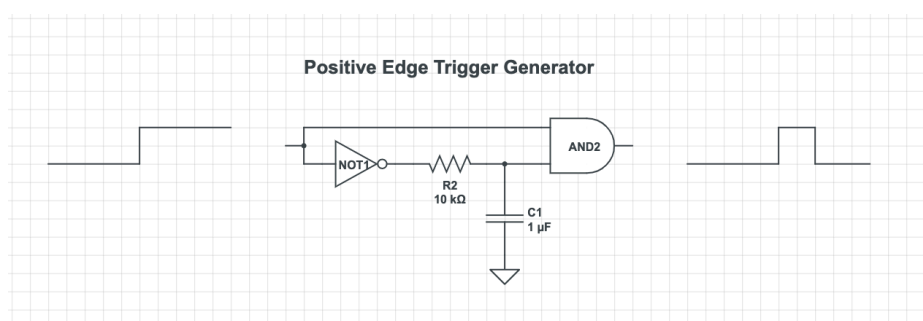 Positive Edge Trigger Generator
AND2
NOT1
R2
10 kΩ
C1
1 µF